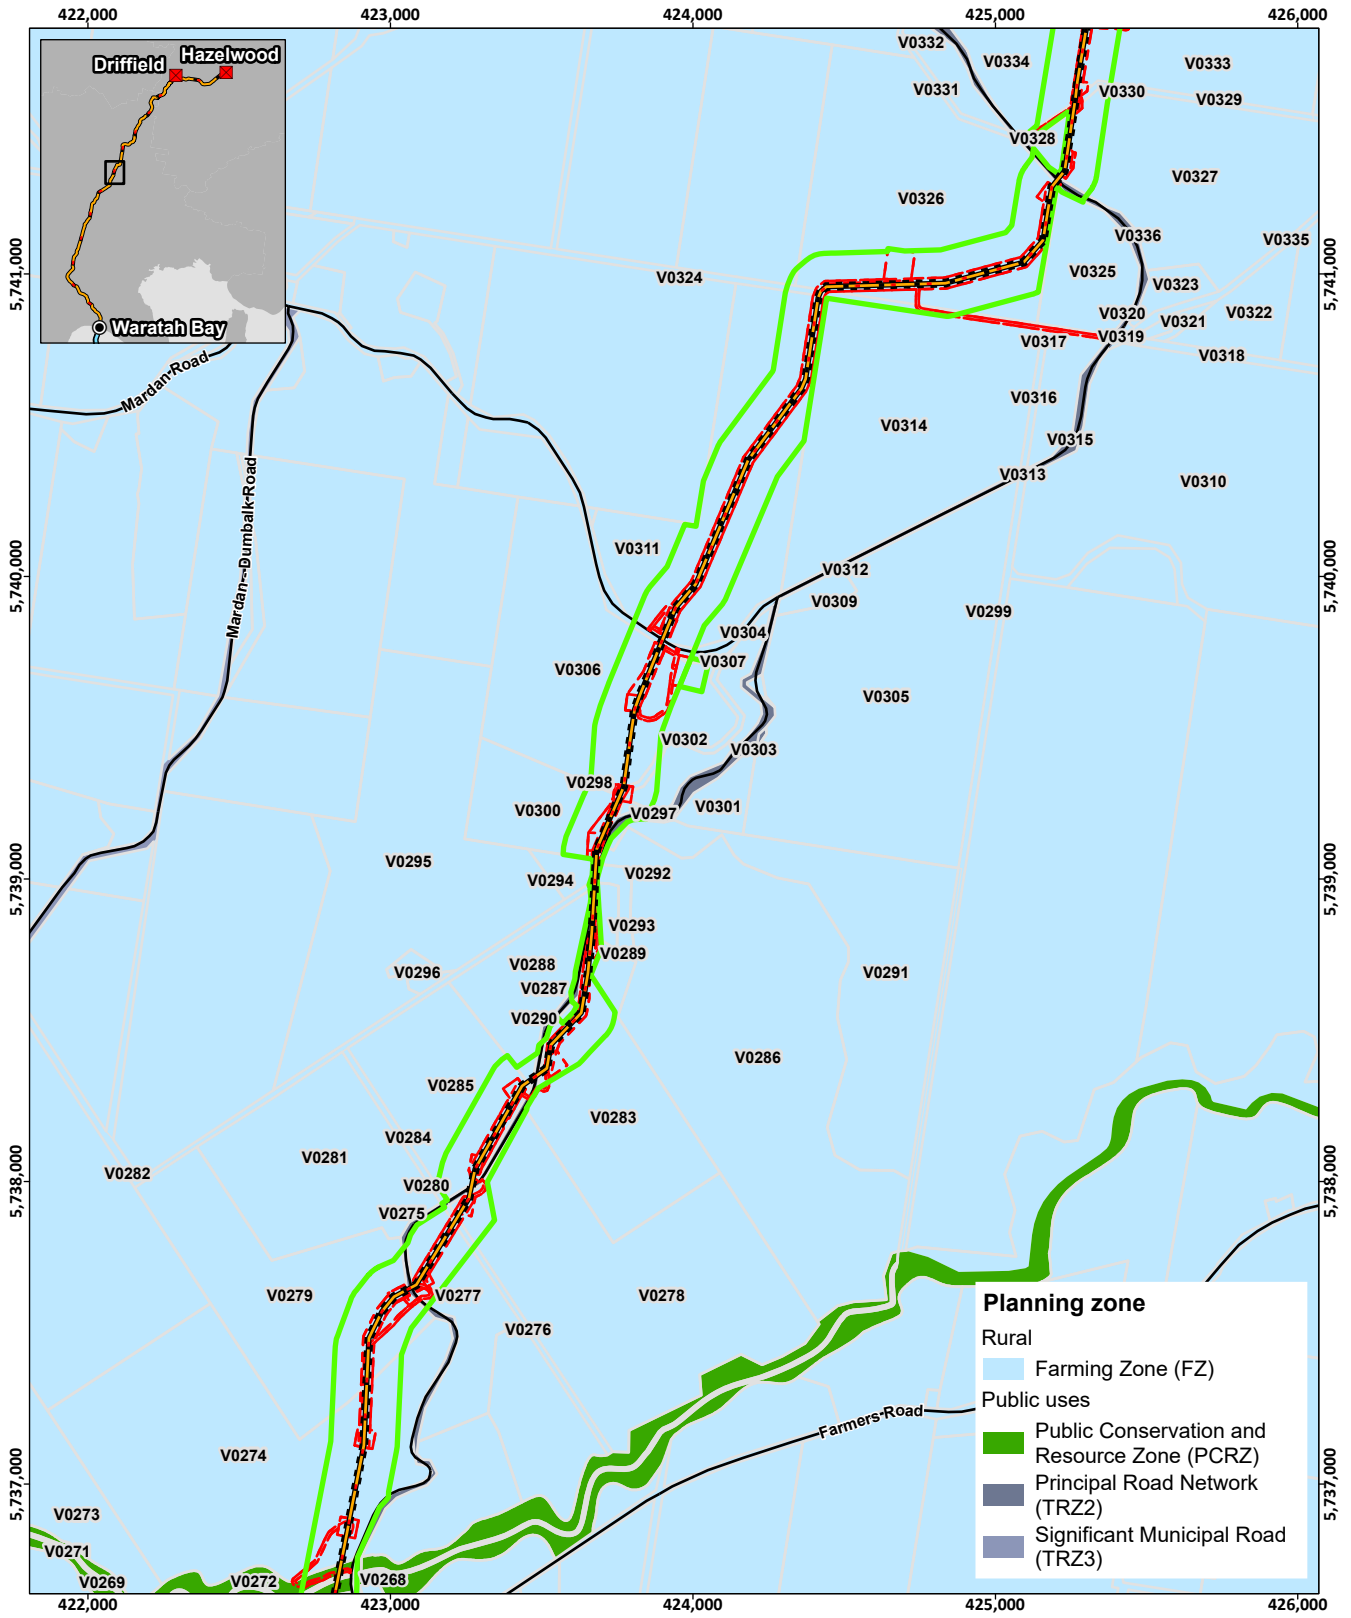 422,000
423,000
424,000
425,000
426,000
Driffield
Hazelwood
Waratah Bay
V0332
V0334
V0333
V0331
V0330
V0329
V0328
V0327
V0326
V0336
V0335
5,741,000
5,741,000
V0324
V0325
V0323
V0320
V0321
V0322
V0319
V0317
V0318
Mardan Road
V0316
V0314
V0315
V0313
V0310
Mardan--Dumbalk Road
V0311
V0312
5,740,000
5,740,000
V0309
V0299
V0304
V0307
V0306
V0305
V0302
V0303
V0298
V0300
V0297
V0301
V0295
V0294
V0292
5,739,000
5,739,000
V0293
V0289
V0288
V0296
V0291
V0287
V0290
V0286
V0285
V0283
V0284
V0281
V0282
V0280
5,738,000
5,738,000
V0275
V0279
V0277
V0278
V0276
Farmers Road
V0274
5,737,000
5,737,000
V0273
V0271
V0269
V0272
V0268
Planning zone
Rural
Farming Zone (FZ)
Public uses
Public Conservation and
Resource Zone (PCRZ)
Principal Road Network
(TRZ2)
Significant Municipal Road
(TRZ3)
422,000
423,000
424,000
425,000
426,000